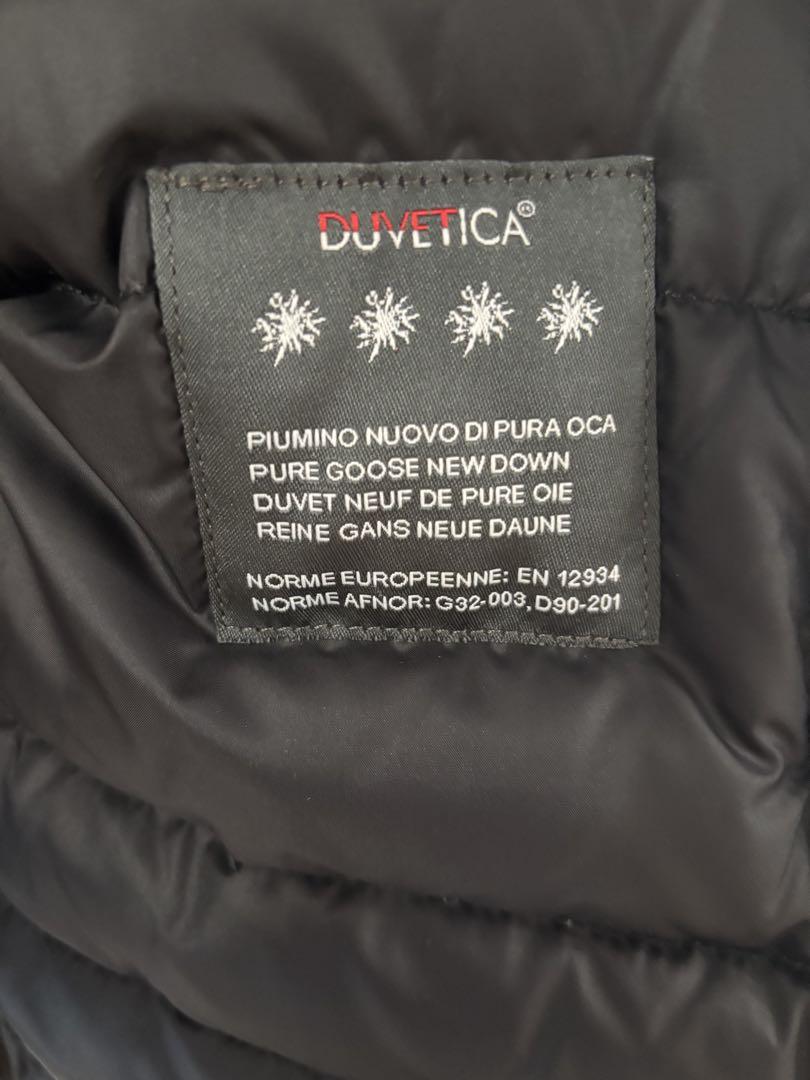 DUVETICA®
PIUMINO NUOVO DI PURA OCA
PURE GOOSE NEW DOWN
DUVET NEUF DE PURE OIE
REINE GANS NEUE DAUNE
NORME EUROPEENNE: EN 12934
NORME AFNOR: G32-003, D90-201